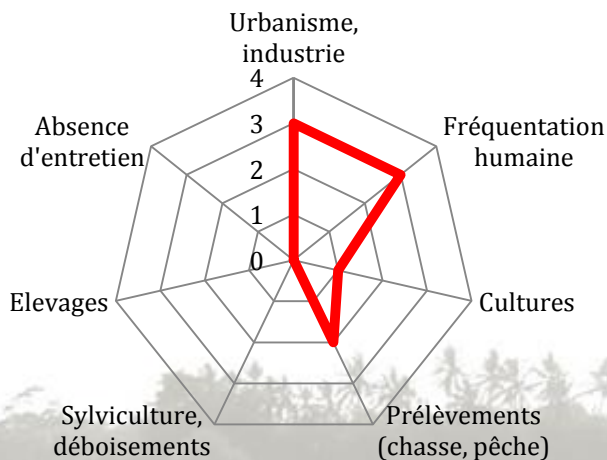 Urbanisme,
industrie
4
Absence
d'entretien
3
Fréquentation
humaine
2
1
0
Elevages
Cultures
Sylviculture,
déboisements
Prélèvements
(chasse, pêche)